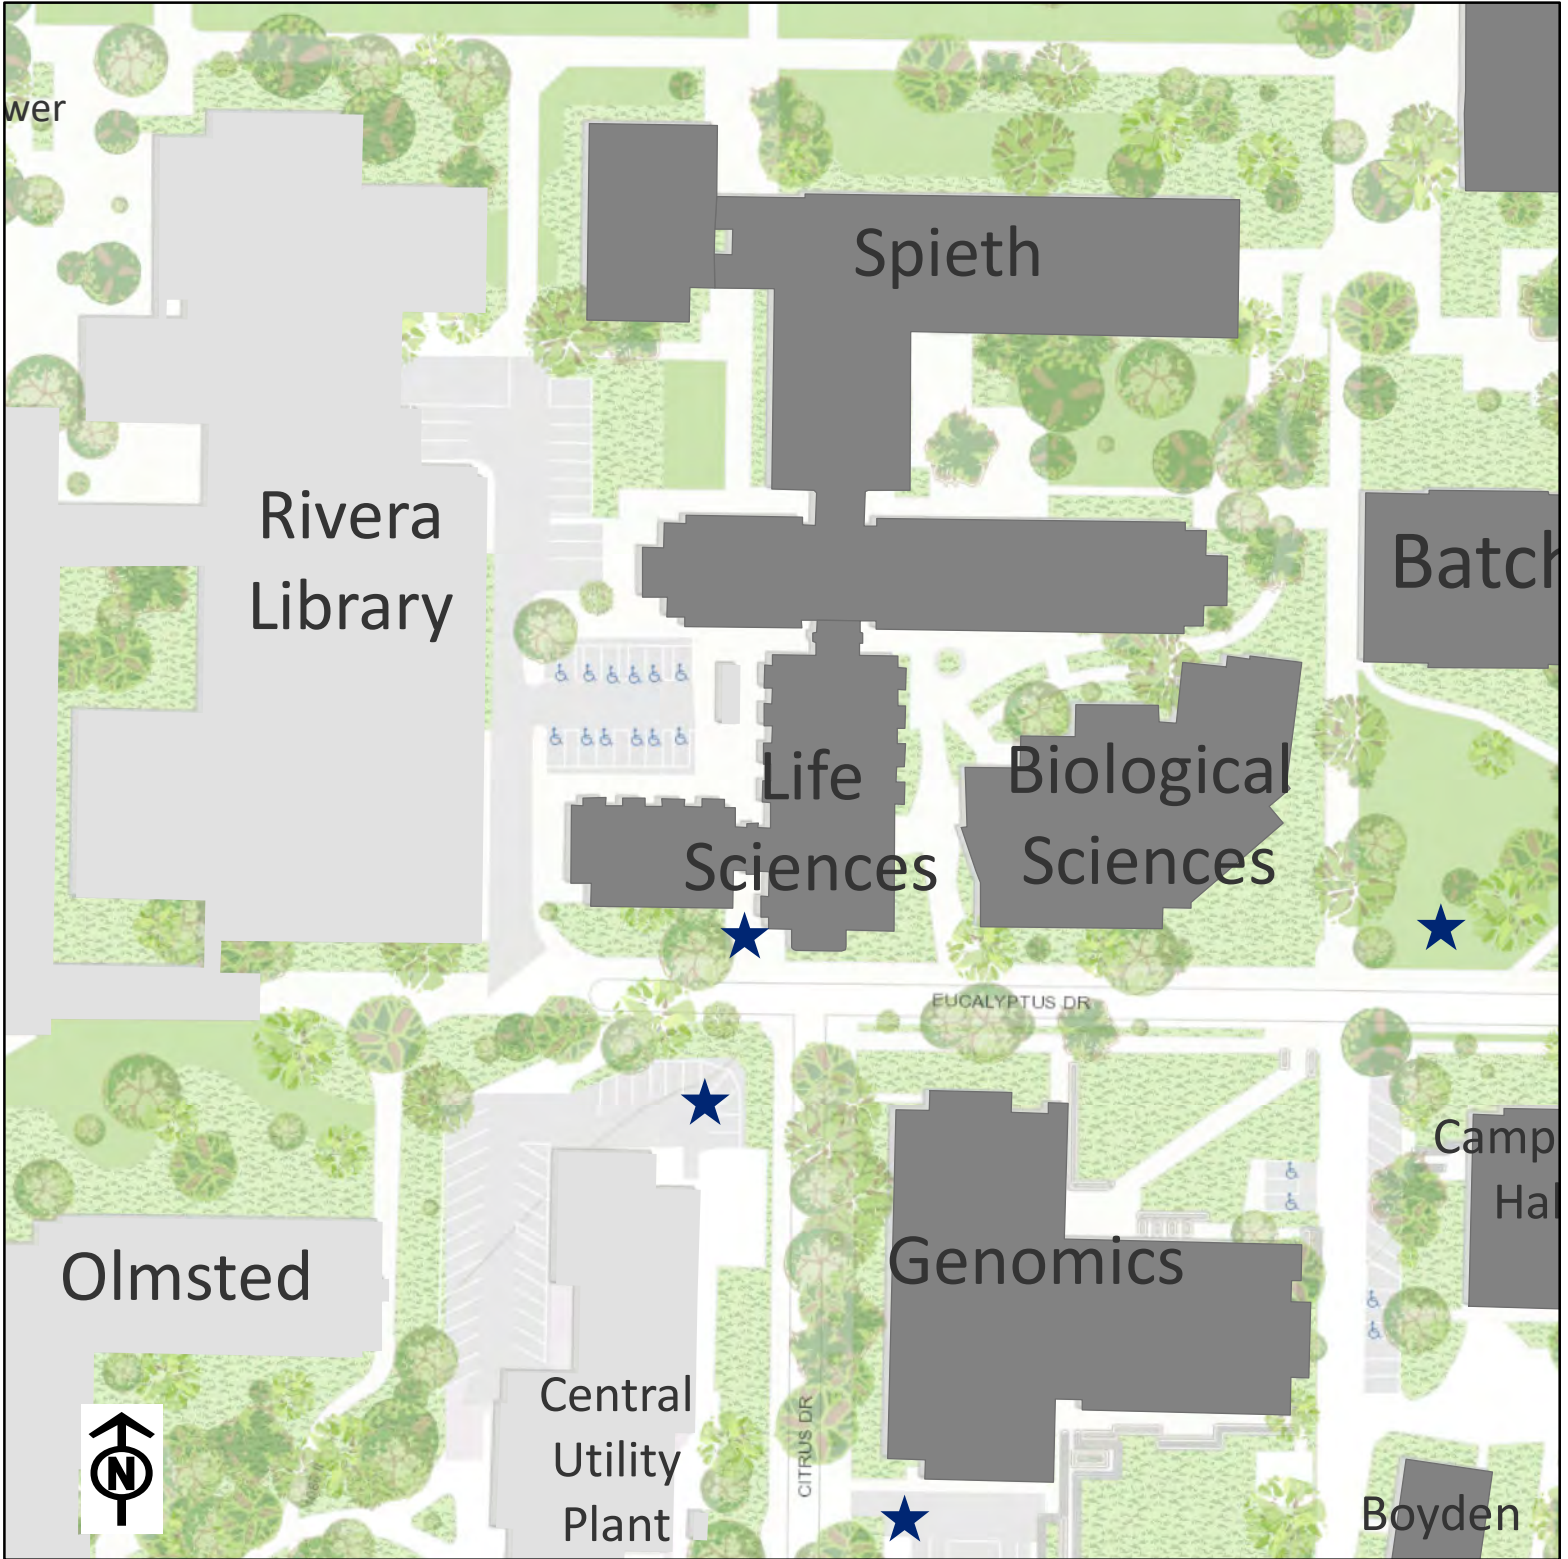 wer
Spieth
Rivera
Library
Batch
Life
Sciences
Biological
Sciences
EUCALYPTUS DR
Camp
Hal
Olmsted
Genomics
Central
Utility
Plant
CITRUS DR
N
Boyden